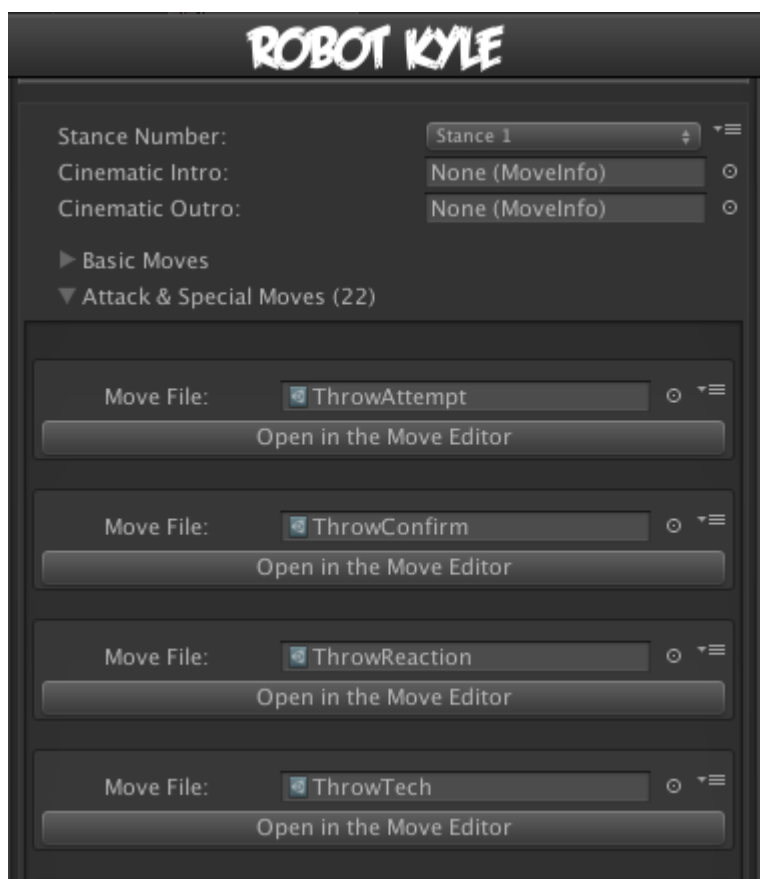 ROBOT KYLE
Stance Number: Stance 1
Cinematic Intro: None (MoveInfo)
Cinematic Outro: None (MoveInfo)
Basic Moves
Attack & Special Moves (22)
Move File: ThrowAttempt
Open in the Move Editor
Move File: ThrowConfirm
Open in the Move Editor
Move File: ThrowReaction
Open in the Move Editor
Move File: ThrowTech
Open in the Move Editor